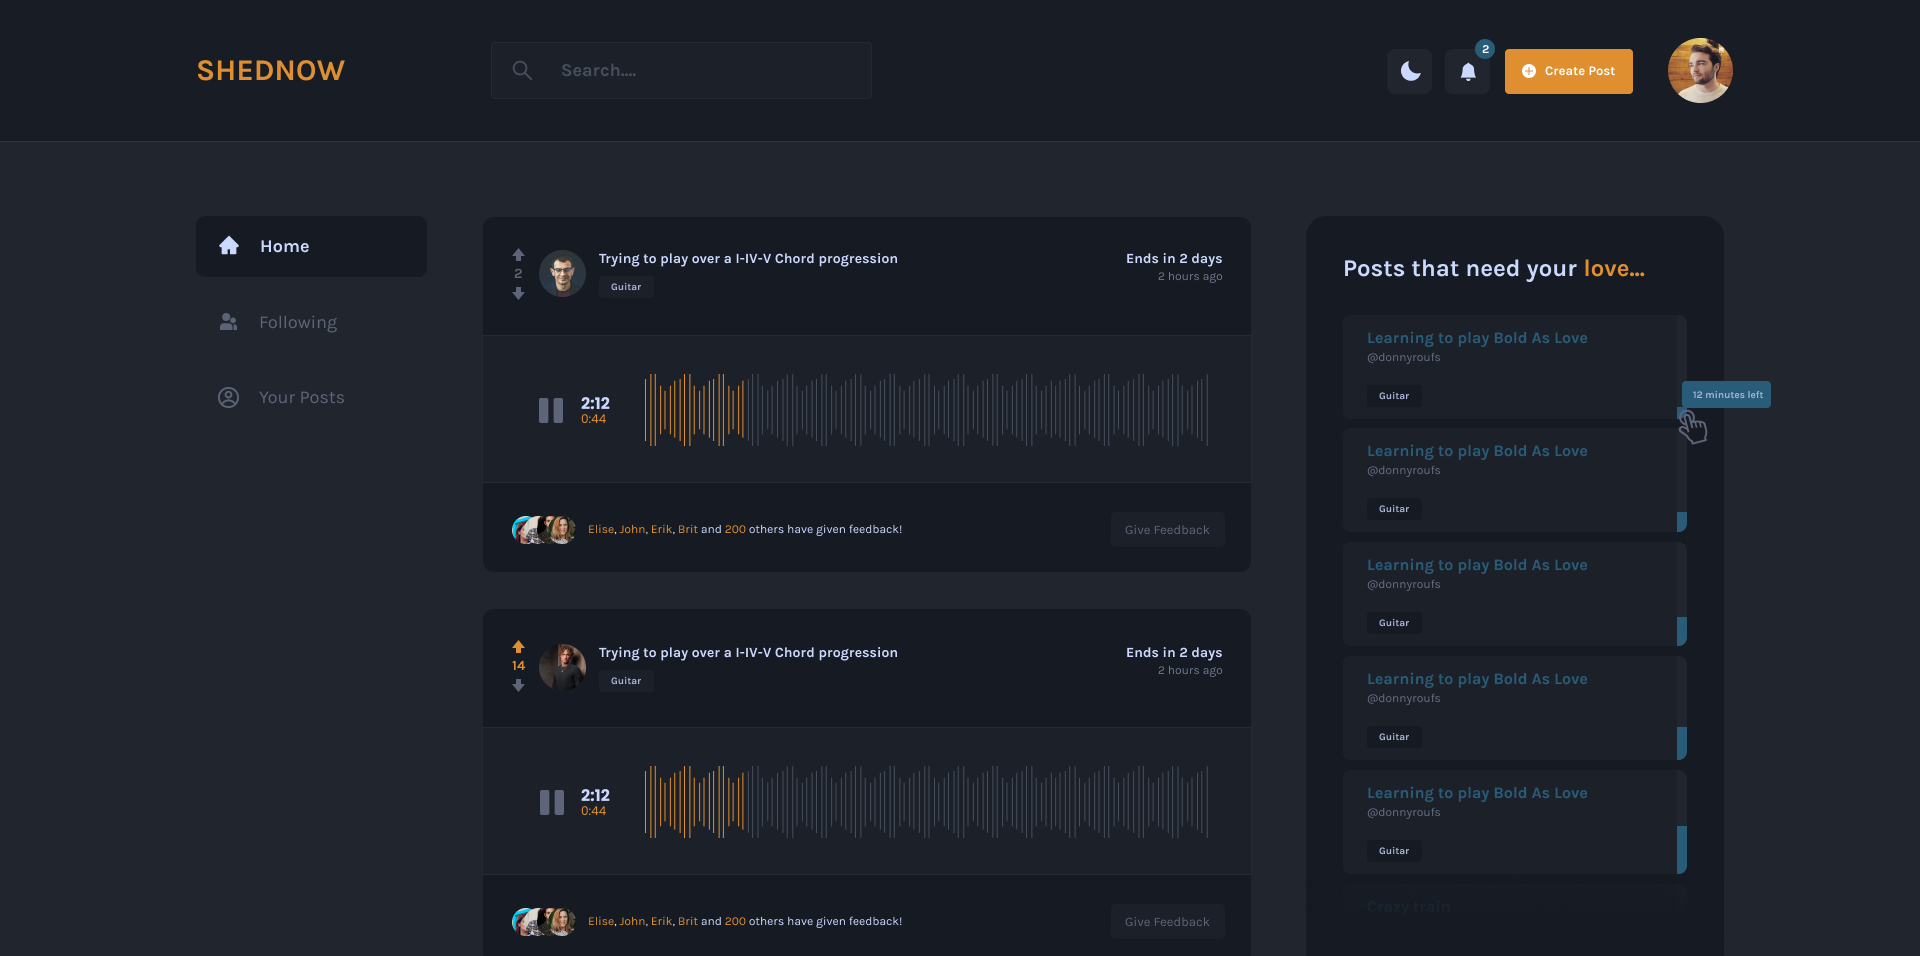 SHEDNOW
Search....
2
Create Post
Home
Following
Your Posts
2
Trying to play over a I-IV-V Chord progression
Guitar
Ends in 2 days
2 hours ago
2:12
0:44
Elise, John, Erik, Brit and 200 others have given feedback!
Give Feedback
14
Trying to play over a I-IV-V Chord progression
Guitar
Ends in 2 days
2 hours ago
2:12
0:44
Elise, John, Erik, Brit and 200 others have given feedback!
Give Feedback
Posts that need your love...
Learning to play Bold As Love
@donnyroufs
Guitar
12 minutes left
Learning to play Bold As Love
@donnyroufs
Guitar
Learning to play Bold As Love
@donnyroufs
Guitar
Learning to play Bold As Love
@donnyroufs
Guitar
Learning to play Bold As Love
@donnyroufs
Guitar
Crazy train